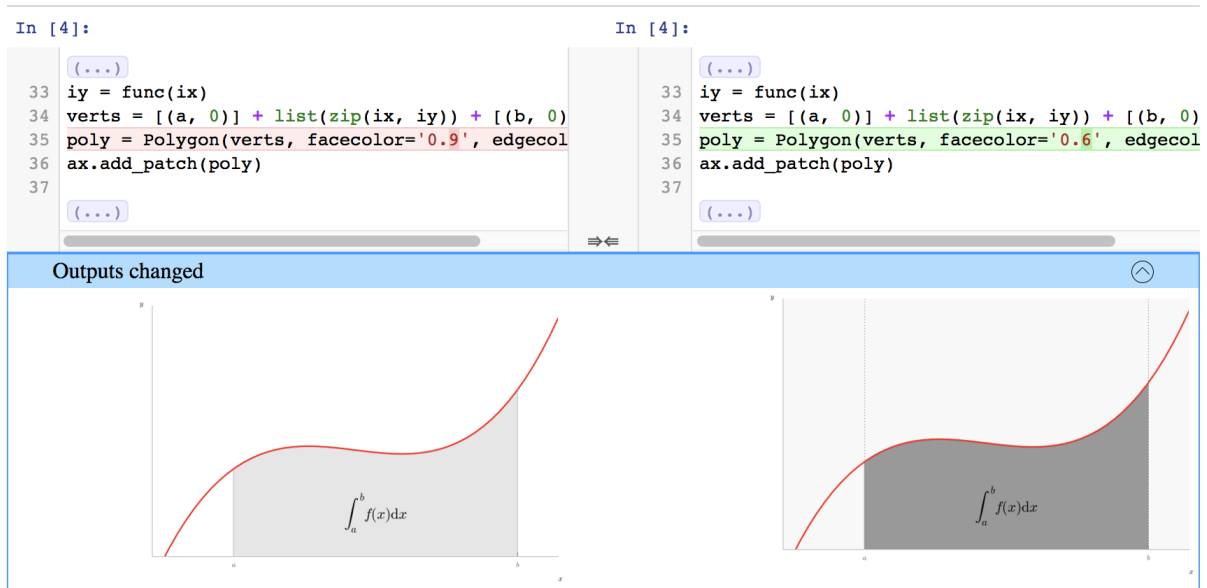 In [4]:
(...)
33 iy = func(ix)
34 verts = [(a, 0)] + list(zip(ix, iy)) + [(b, 0)
35 poly = Polygon(verts, facecolor='0.9', edgecol
36 ax.add_patch(poly)
37
(...)
In [4]:
(...)
33 iy = func(ix)
34 verts = [(a, 0)] + list(zip(ix, iy)) + [(b, 0)
35 poly = Polygon(verts, facecolor='0.6', edgecol
36 ax.add_patch(poly)
37
(...)
Outputs changed
y
∫_a^b f(x)dx
a b
x
y
∫_a^b f(x)dx
a b
x